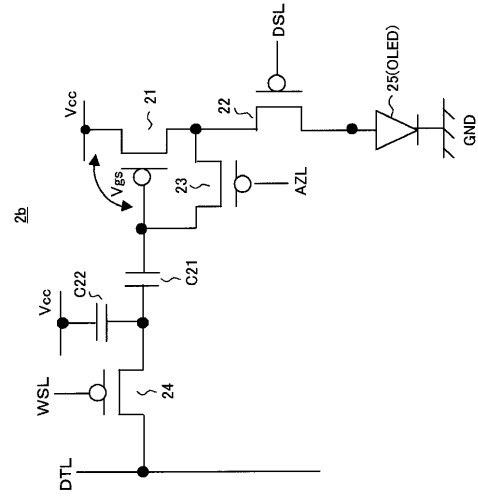 2b
Vcc
21
DSL
22
25(OLED)
GND
Vgs
23
AZL
C21
Vcc
C22
WSL
24
DTL